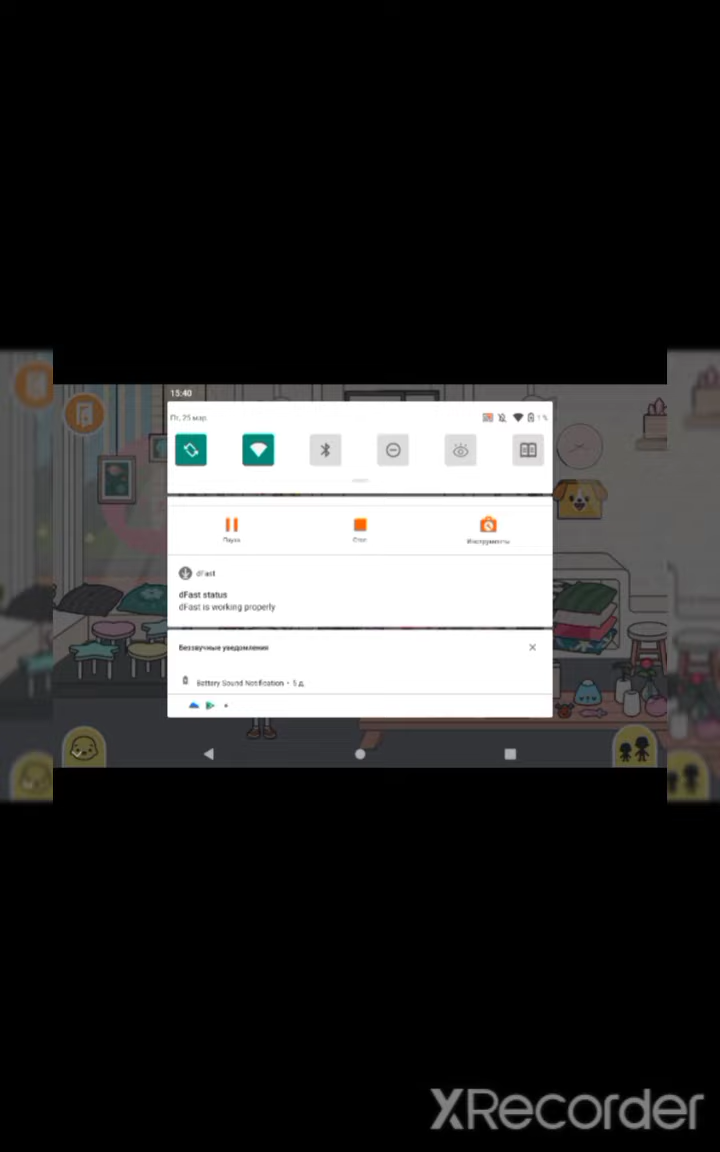 15:40
Пт, 25 мар.
1 %
Пауза
Стоп
Инструменты
dFast
dFast status
dFast is working properly
Беззвучные уведомления
Battery Sound Notification • 5 д.
XRecorder